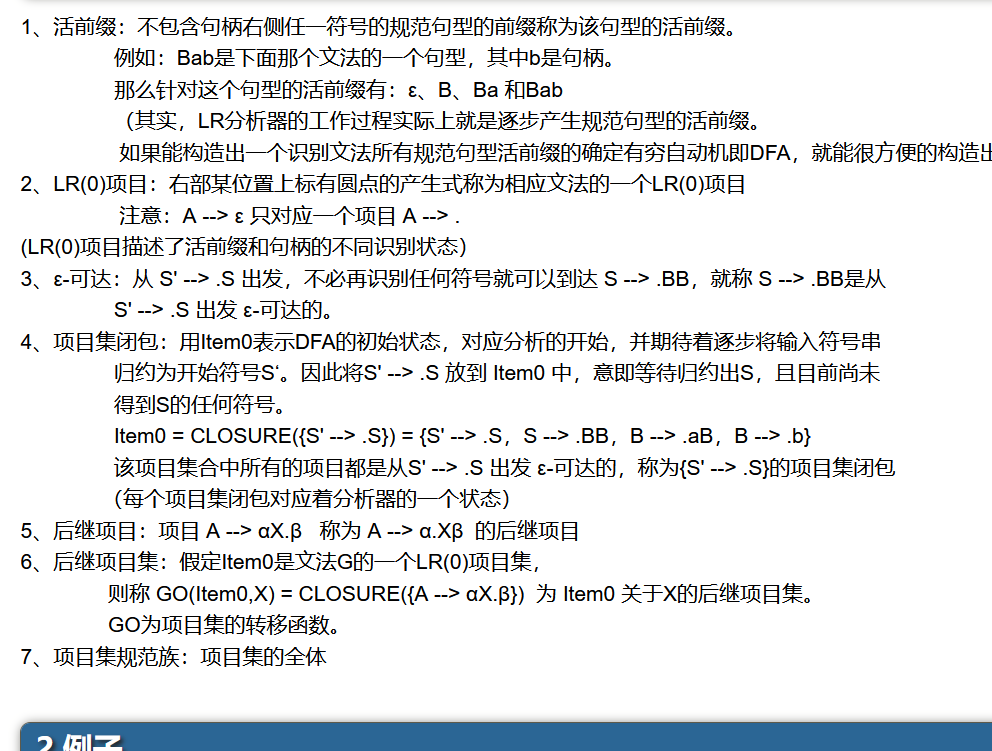 1、活前缀：不包含句柄右侧任一符号的规范句型的前缀称为该句型的活前缀。
例如：Bab是下面那个文法的一个句型，其中b是句柄。
那么针对这个句型的活前缀有：ε、B、Ba 和Bab
（其实，LR分析器的工作过程实际上就是逐步产生规范句型的活前缀。
如果能构造出一个识别文法所有规范句型活前缀的确定有穷自动机即DFA，就能很方便的构造出
2、LR(0)项目：右部某位置上标有圆点的产生式称为相应文法的一个LR(0)项目
注意：A --> ε 只对应一个项目 A --> .
(LR(0)项目描述了活前缀和句柄的不同识别状态）
3、ε-可达：从 S' --> .S 出发，不必再识别任何符号就可以到达 S --> .BB，就称 S --> .BB是从
S' --> .S 出发 ε-可达的。
4、项目集闭包：用Item0表示DFA的初始状态，对应分析的开始，并期待着逐步将输入符号串
归约为开始符号S‘。因此将S' --> .S 放到 Item0 中，意即等待归约出S，且目前尚未
得到S的任何符号。
Item0 = CLOSURE({S' --> .S}) = {S' --> .S，S --> .BB，B --> .aB，B --> .b}
该项目集合中所有的项目都是从S' --> .S 出发 ε-可达的，称为{S' --> .S}的项目集闭包
（每个项目集闭包对应着分析器的一个状态）
5、后继项目：项目 A --> αX.β 称为 A --> α.Xβ 的后继项目
6、后继项目集：假定Item0是文法G的一个LR(0)项目集，
则称 GO(Item0,X) = CLOSURE({A --> αX.β}) 为 Item0 关于X的后继项目集。
GO为项目集的转移函数。
7、项目集规范族：项目集的全体
2 例子